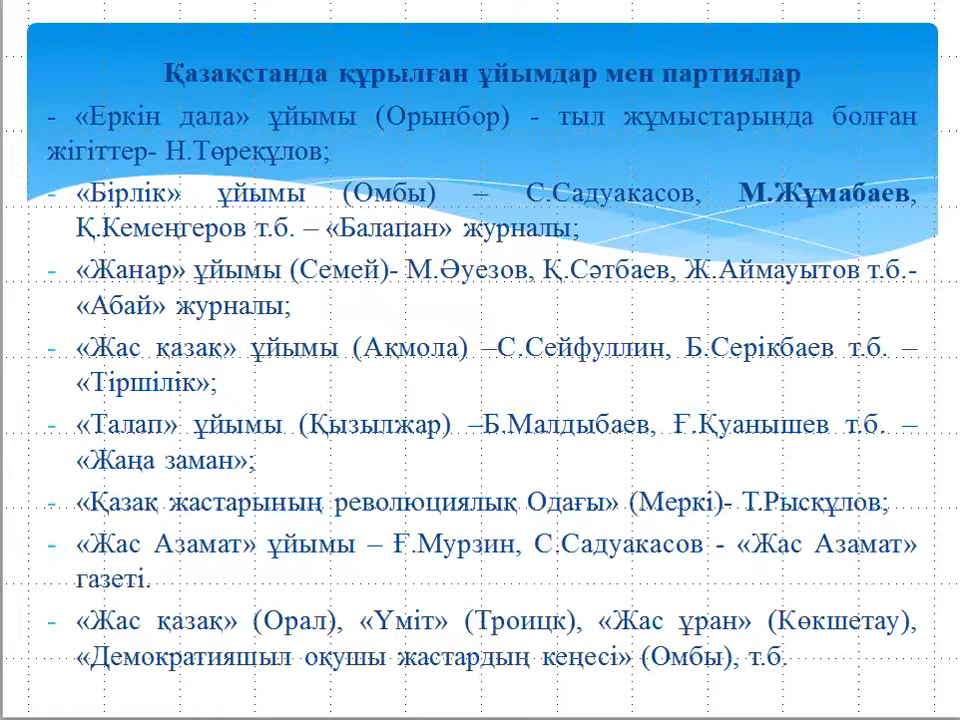 Қазақстанда құрылған ұйымдар мен партиялар
- «Еркін дала» ұйымы (Орынбор) - тыл жұмыстарында болған
жігіттер- Н.Төреқұлов;
- «Бірлік» ұйымы (Омбы) – С.Садуакасов, М.Жұмабаев,
Қ.Кемеңгеров т.б. – «Балапан» журналы;
- «Жанар» ұйымы (Семей)- М.Әуезов, Қ.Сәтбаев, Ж.Аймауытов т.б.-
«Абай» журналы;
- «Жас қазақ» ұйымы (Ақмола) –С.Сейфуллин, Б.Серікбаев т.б. –
«Тіршілік»;
- «Талап» ұйымы (Қызылжар) –Б.Малдыбаев, Ғ.Қуанышев т.б. –
«Жаңа заман»;
- «Қазақ жастарының революциялық Одағы» (Меркі)- Т.Рысқұлов;
- «Жас Азамат» ұйымы – Ғ.Мурзин, С.Садуакасов - «Жас Азамат»
газеті.
- «Жас қазақ» (Орал), «Үміт» (Троицк), «Жас ұран» (Көкшетау),
«Демократияшыл оқушы жастардың кеңесі» (Омбы), т.б.